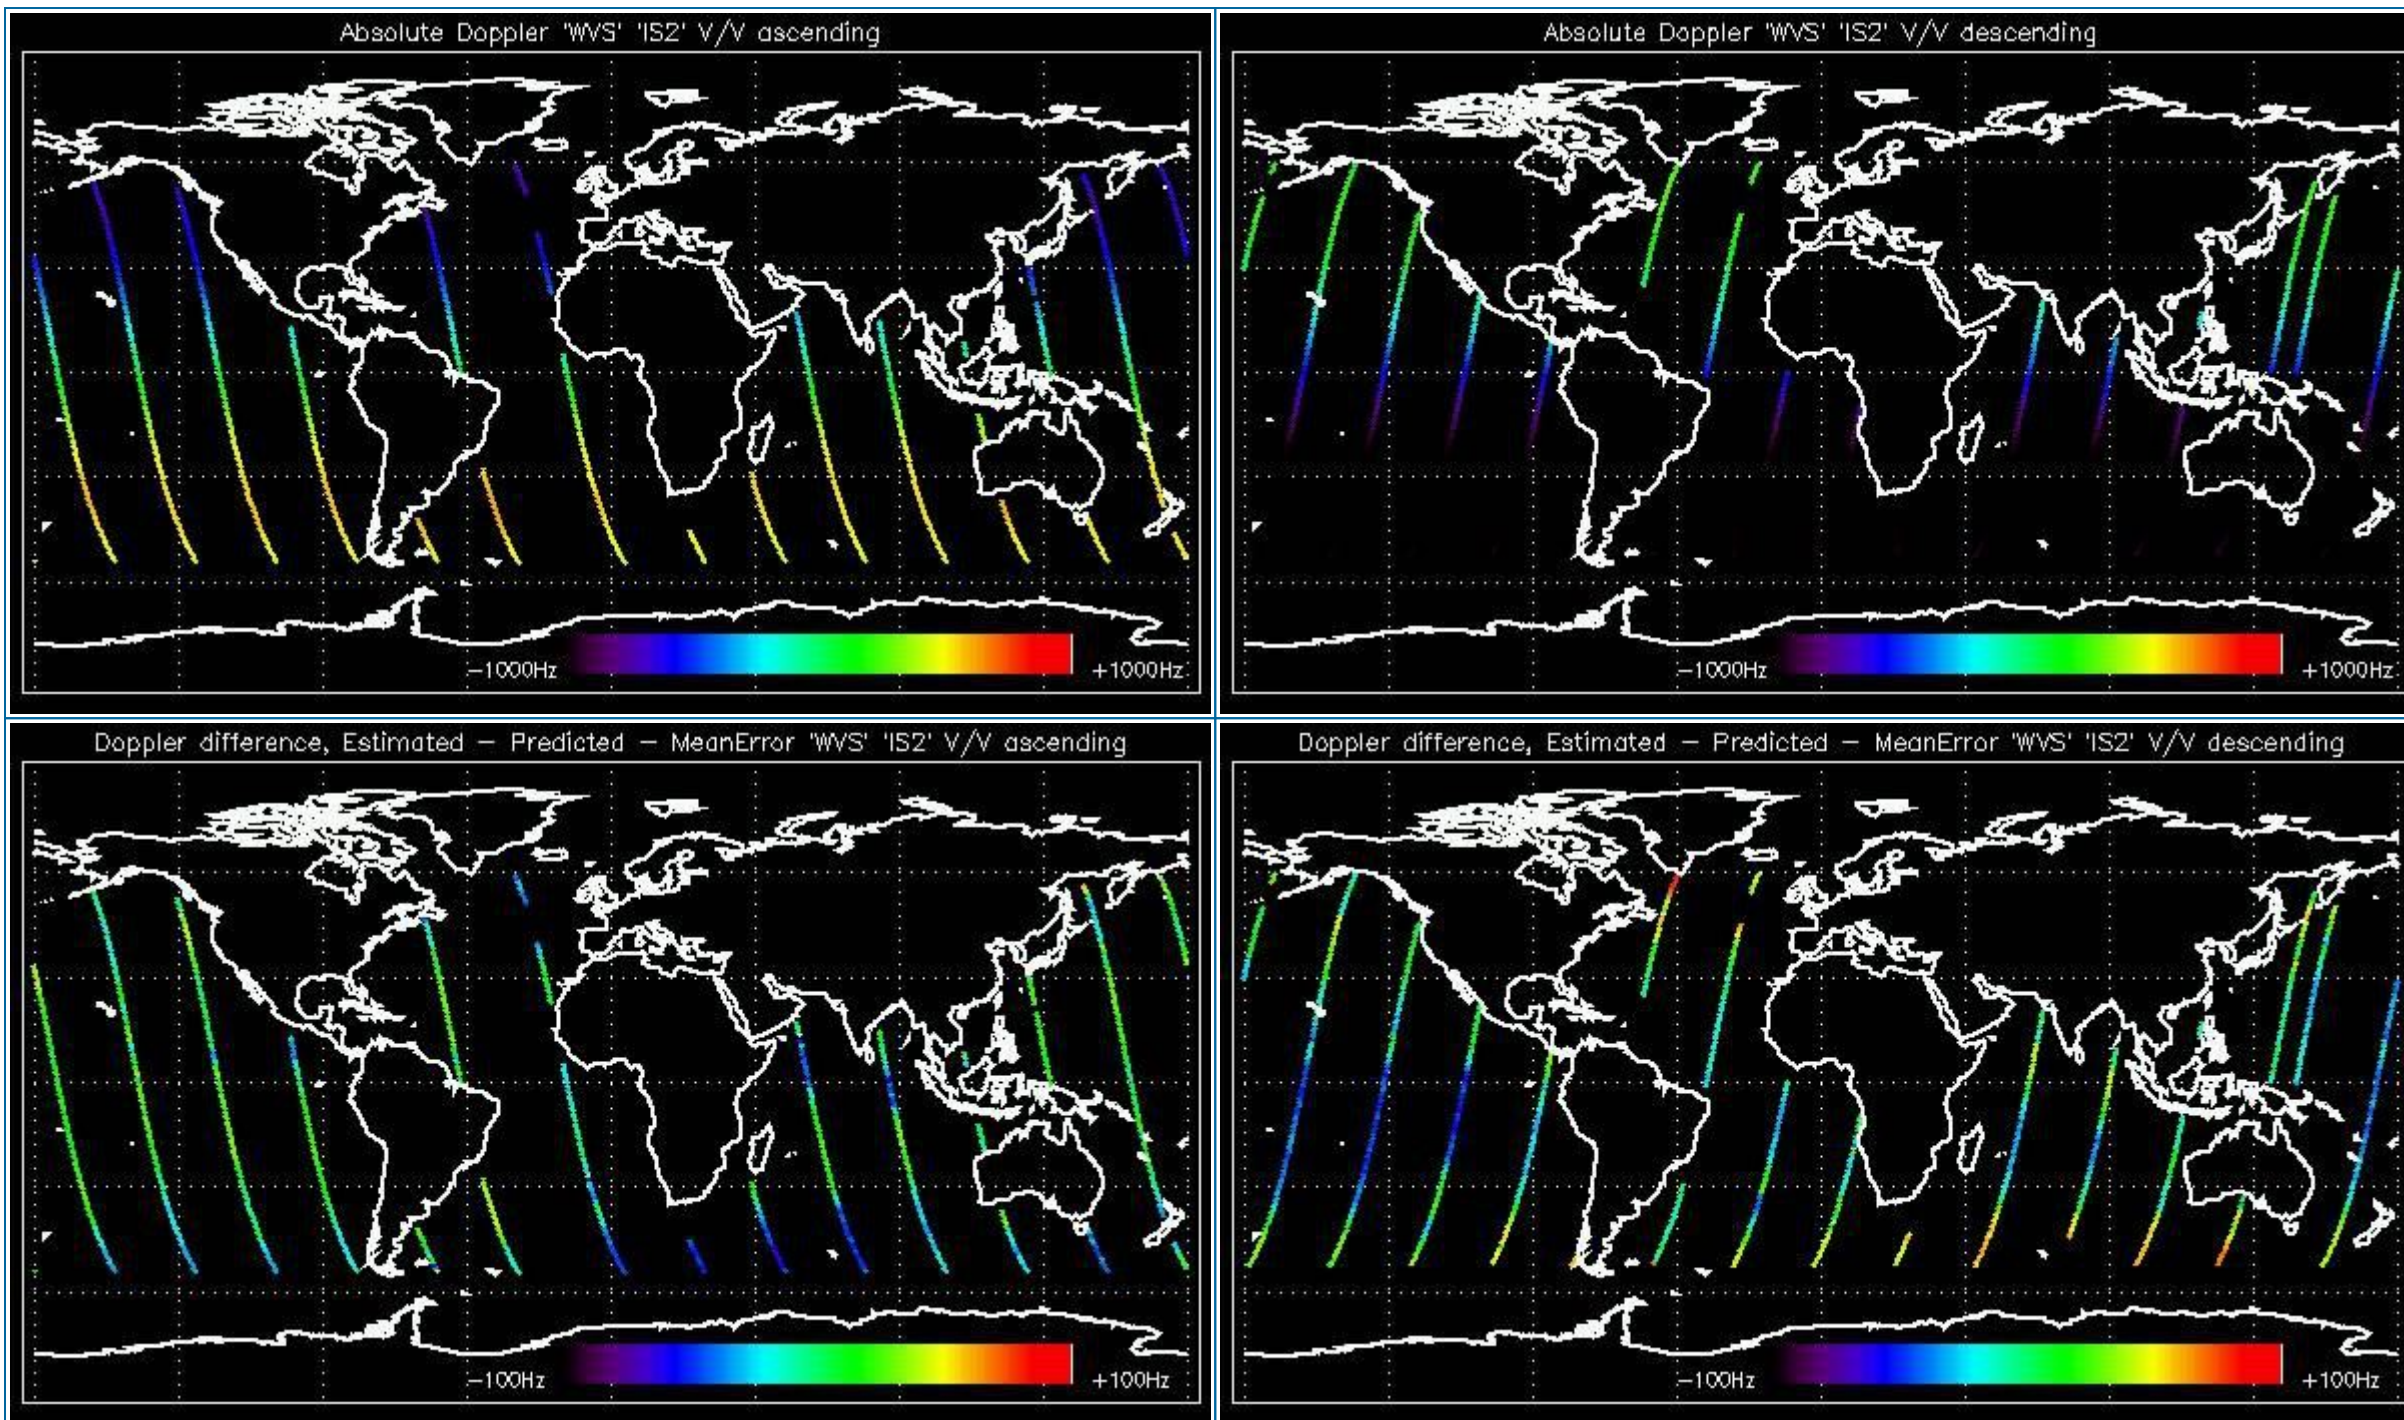 Absolute Doppler 'WVS' 'IS2' V/V ascending
Absolute Doppler 'WVS' 'IS2' V/V descending
−1000Hz +1000Hz
−1000Hz +1000Hz
Doppler difference, Estimated − Predicted − MeanError 'WVS' 'IS2' V/V ascending
Doppler difference, Estimated − Predicted − MeanError 'WVS' 'IS2' V/V descending
−100Hz +100Hz
−100Hz +100Hz